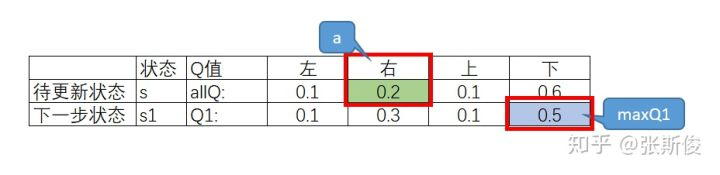 a
状态 Q值 左 右 上 下
待更新状态 s allQ: 0.1 0.2 0.1 0.6
下一步状态 s1 Q1: 0.1 0.3 0.1 0.5
maxQ1
知乎 @张斯俊